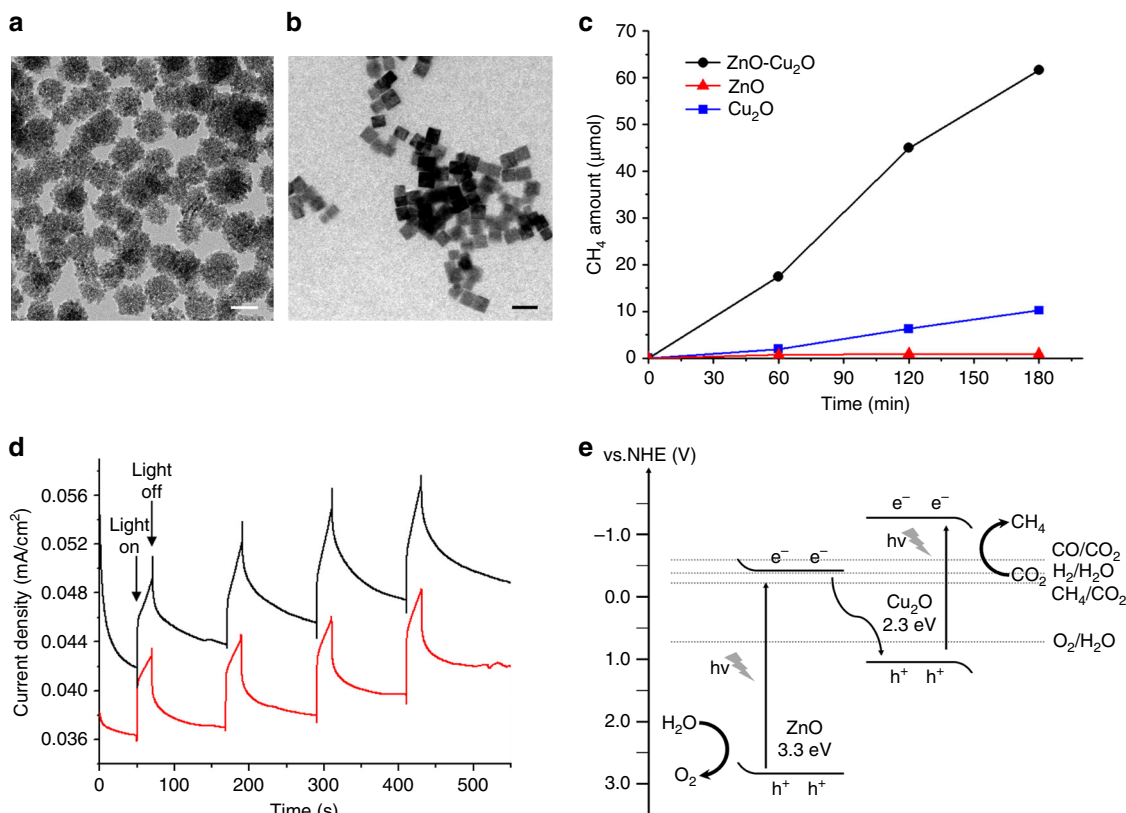 a
b
c
70
60
50
40
30
20
10
0
CH₄ amount (μmol)
ZnO-Cu₂O
ZnO
Cu₂O
0 30 60 90 120 150 180
Time (min)
d
0.056
0.052
0.048
0.044
0.040
0.036
Current density (mA/cm²)
Light
off
Light
on
0 100 200 300 400 500
Time (s)
e
vs.NHE (V)
−1.0
0.0
1.0
2.0
3.0
e⁻ e⁻
CH₄
hv
CO/CO₂
e⁻ e⁻
H₂/H₂O
CO₂
CH₄/CO₂
Cu₂O
2.3 eV
O₂/H₂O
h⁺ h⁺
hv
H₂O
ZnO
3.3 eV
O₂
h⁺ h⁺